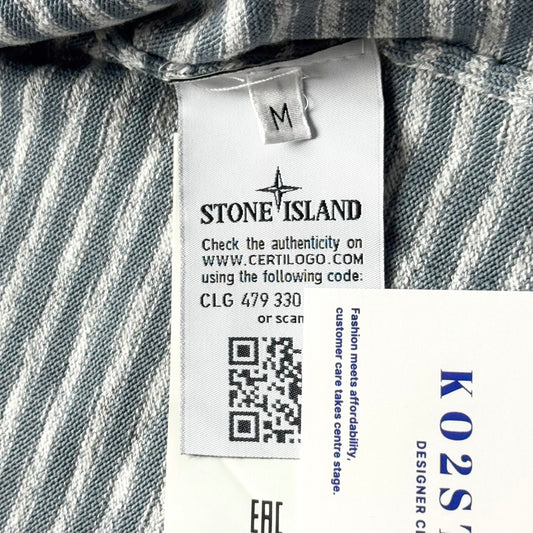 M
STONE ISLAND
Check the authenticity on
WWW.CERTILOGO.COM
using the following code:
CLG 479 330
or scan
EAC
Fashion meets affordability,
customer care takes centre stage.
KO2S
DESIGNER CL